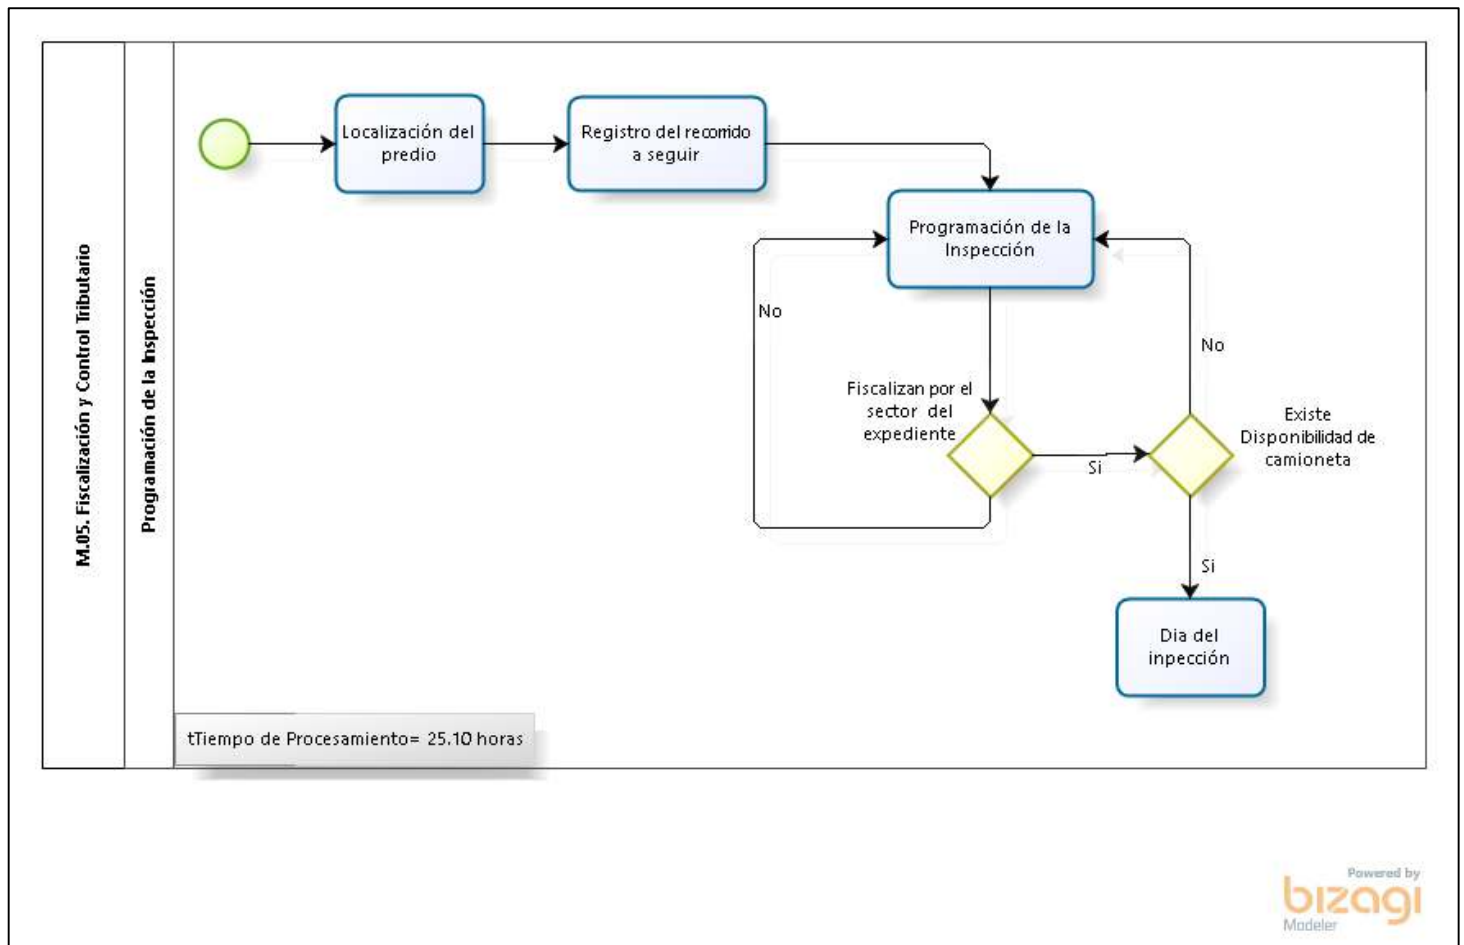 M.05. Fiscalización y Control Tributario
Programación de la Inspección
Localización del
predio
Registro del recorrido
a seguir
Programación de la
Inspección
No
No
Fiscalizan por el
sector del
expediente
Si
Existe
Disponibilidad de
camioneta
Si
Dia del
inpección
tTiempo de Procesamiento= 25.10 horas
Powered by
bizagi
Modeler